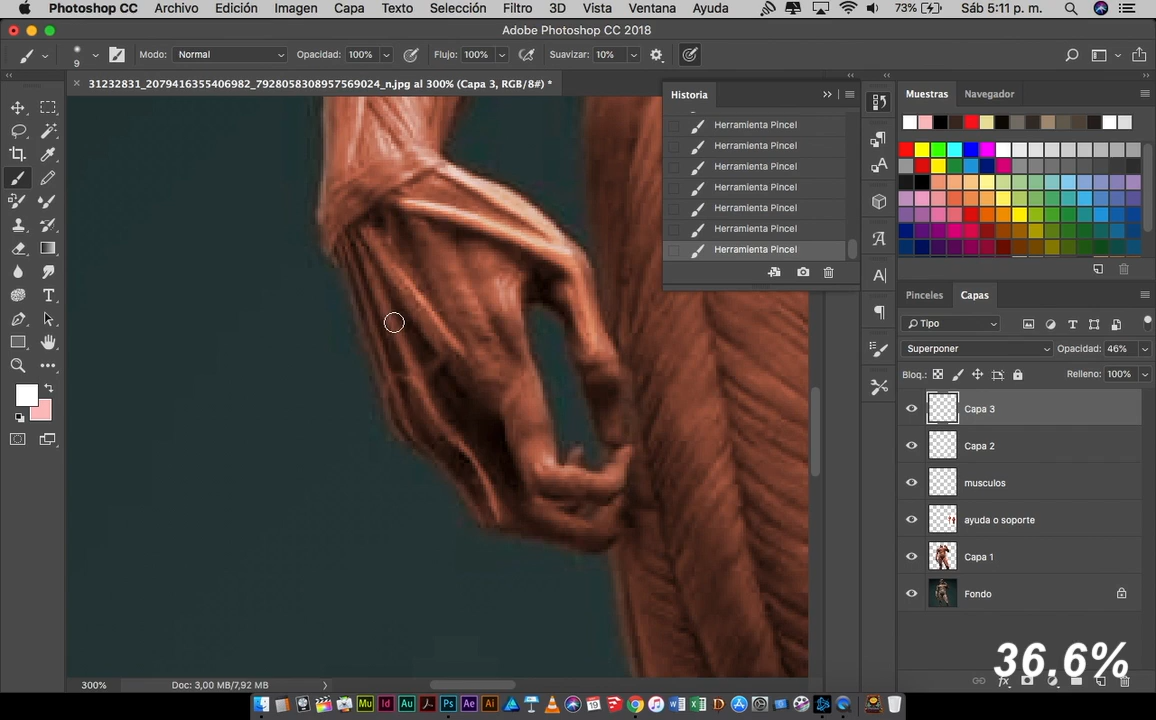 Photoshop CC Archivo Edición Imagen Capa Texto Selección Filtro 3D Vista Ventana Ayuda 73% Sáb 5:11 p. m.
Adobe Photoshop CC 2018
9 Modo: Normal Opacidad: 100% Flujo: 100% Suavizar: 10%
31232831_2079416355406982_7928058308957569024_n.jpg al 300% (Capa 3, RGB/8#) *
Historia
Herramienta Pincel
Herramienta Pincel
Herramienta Pincel
Herramienta Pincel
Herramienta Pincel
Herramienta Pincel
Herramienta Pincel
Muestras Navegador
Pinceles Capas
Tipo
Superponer Opacidad: 46%
Bloq.: Relleno: 100%
Capa 3
Capa 2
musculos
ayuda o soporte
Capa 1
Fondo
36,6%
300% Doc: 3,00 MB/7,92 MB